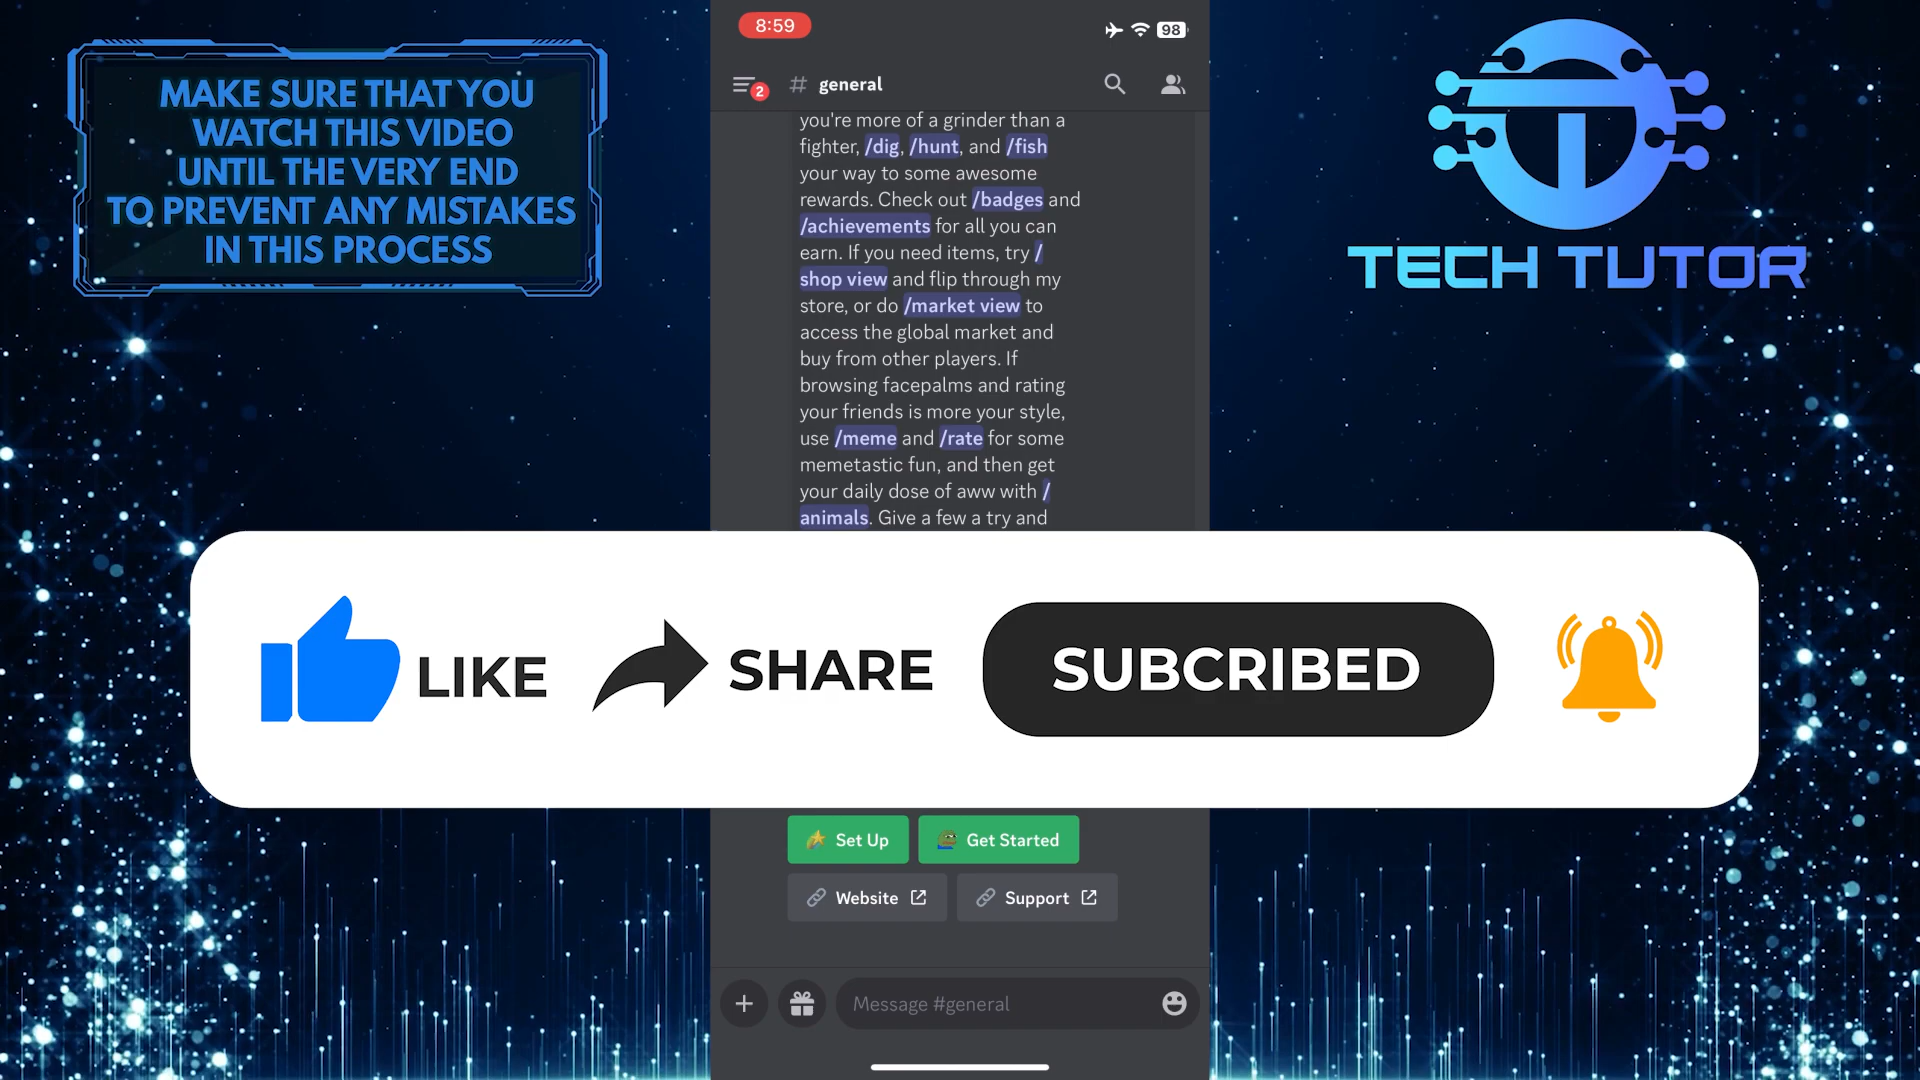 MAKE SURE THAT YOU
WATCH THIS VIDEO
UNTIL THE VERY END
TO PREVENT ANY MISTAKES
IN THIS PROCESS
8:59
98
2
# general
you're more of a grinder than a
fighter, /dig, /hunt, and /fish
your way to some awesome
rewards. Check out /badges and
/achievements for all you can
earn. If you need items, try /
shop view and flip through my
store, or do /market view to
access the global market and
buy from other players. If
browsing facepalms and rating
your friends is more your style,
use /meme and /rate for some
memetastic fun, and then get
your daily dose of aww with /
animals. Give a few a try and
TECH TUTOR
LIKE
SHARE
SUBCRIBED
Set Up
Get Started
Website
Support
Message #general